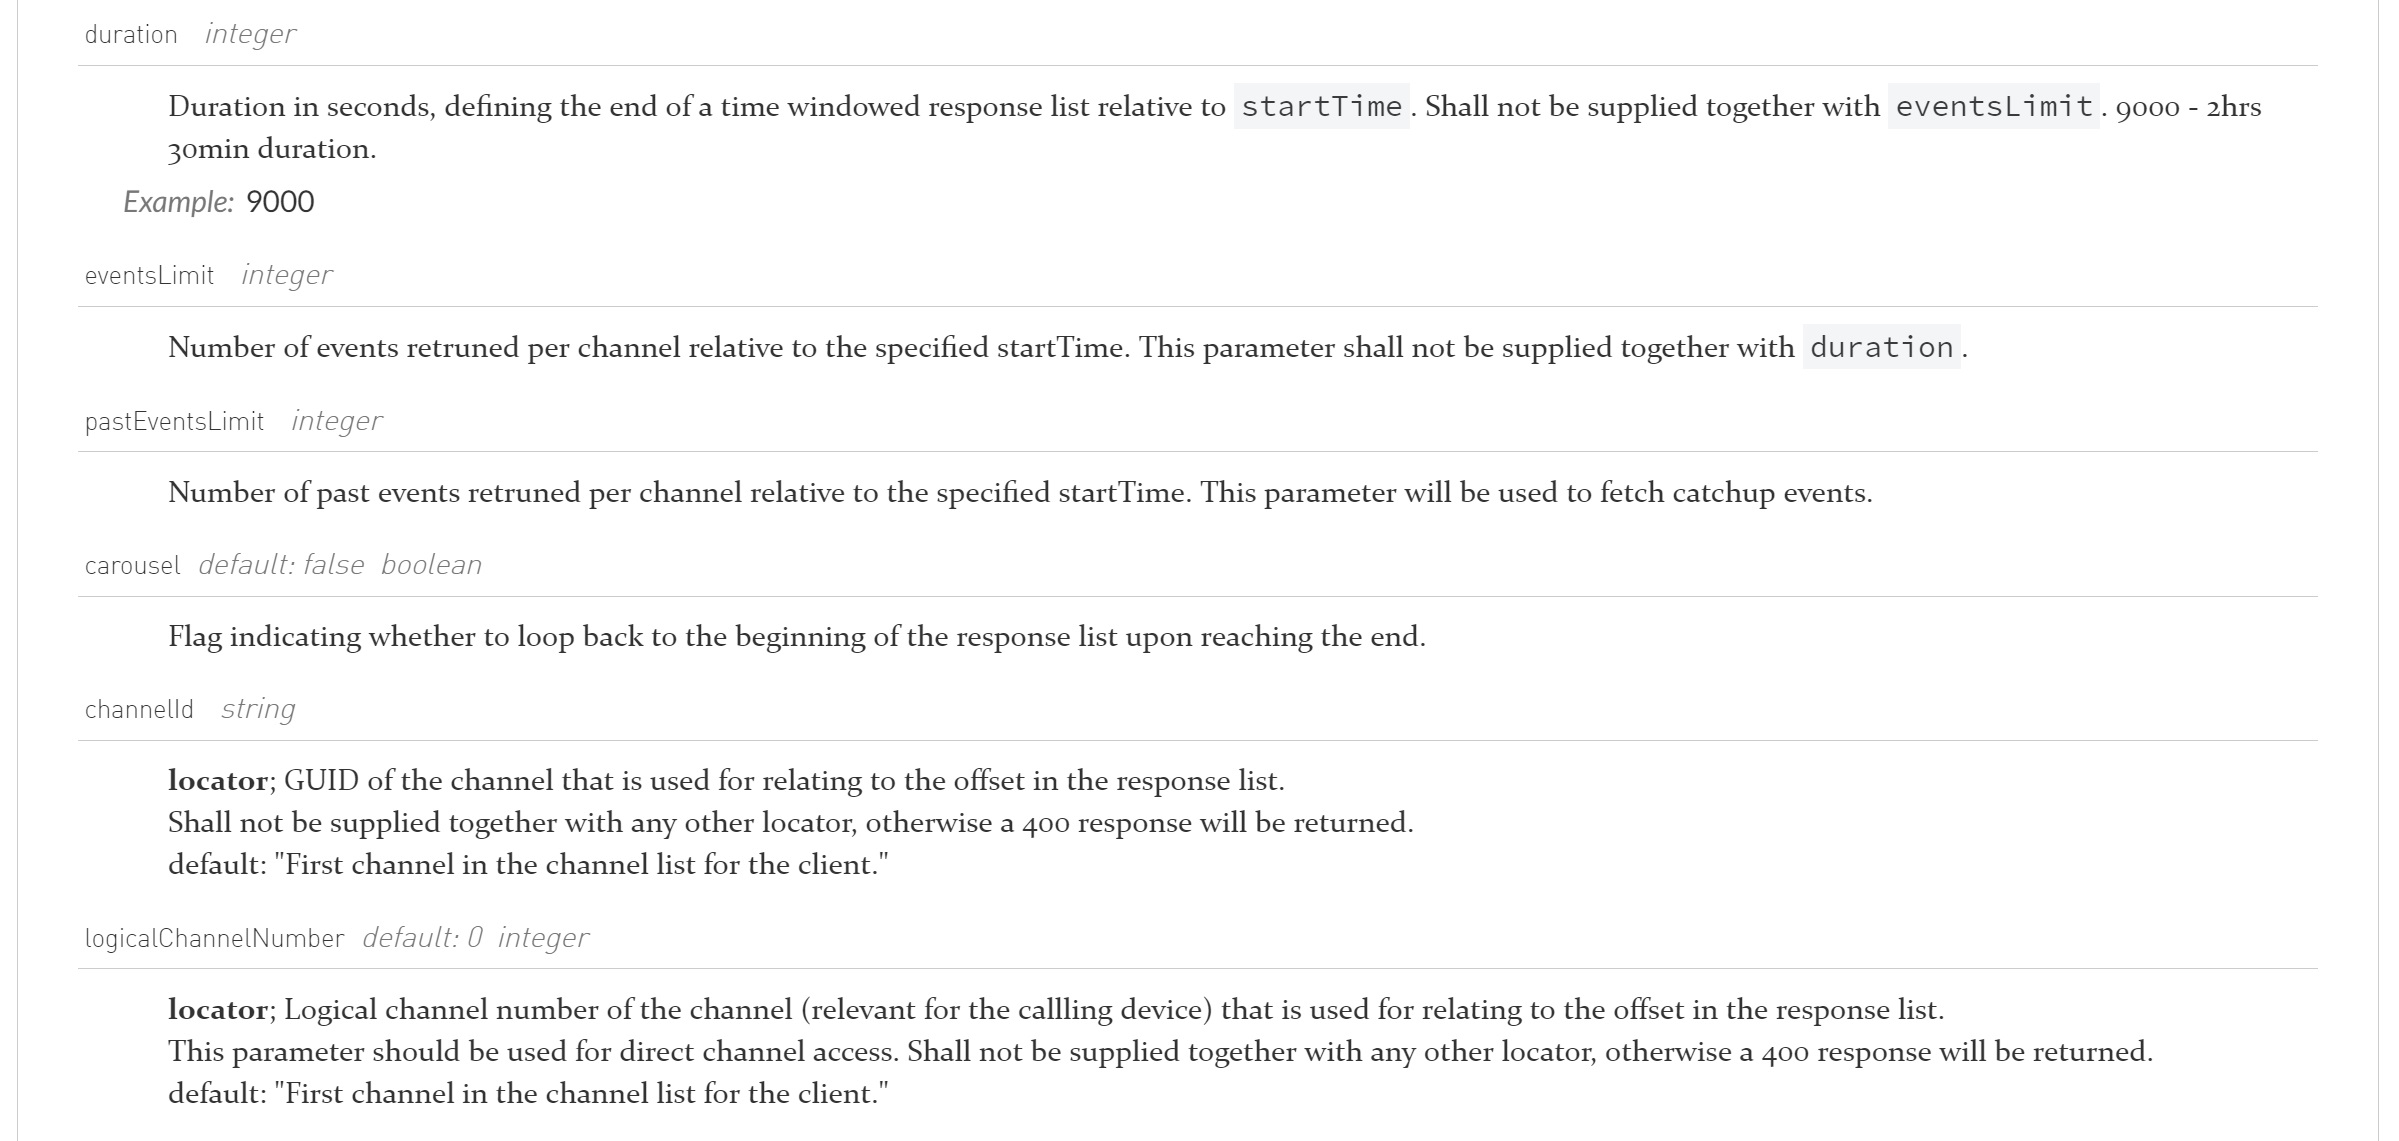 duration integer
Duration in seconds, defining the end of a time windowed response list relative to startTime. Shall not be supplied together with eventsLimit. 9000 - 2hrs
30min duration.
Example: 9000
eventsLimit integer
Number of events retruned per channel relative to the specified startTime. This parameter shall not be supplied together with duration.
pastEventsLimit integer
Number of past events retruned per channel relative to the specified startTime. This parameter will be used to fetch catchup events.
carousel default: false boolean
Flag indicating whether to loop back to the beginning of the response list upon reaching the end.
channelId string
locator; GUID of the channel that is used for relating to the offset in the response list.
Shall not be supplied together with any other locator, otherwise a 400 response will be returned.
default: "First channel in the channel list for the client."
logicalChannelNumber default: 0 integer
locator; Logical channel number of the channel (relevant for the callling device) that is used for relating to the offset in the response list.
This parameter should be used for direct channel access. Shall not be supplied together with any other locator, otherwise a 400 response will be returned.
default: "First channel in the channel list for the client."